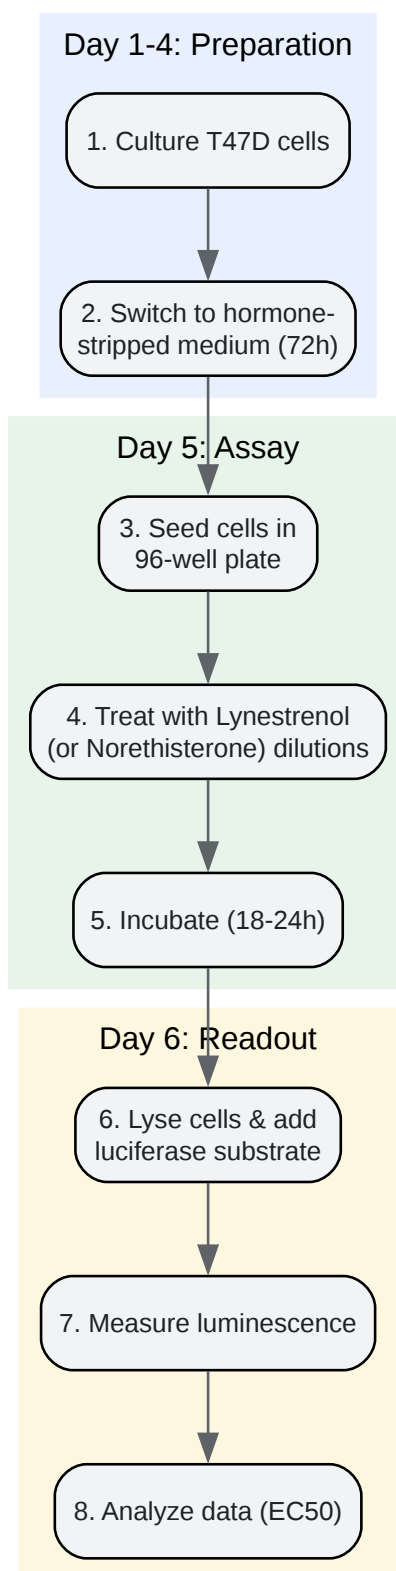 Day 1-4: Preparation
1. Culture T47D cells
2. Switch to hormone-
stripped medium (72h)
Day 5: Assay
3. Seed cells in
96-well plate
4. Treat with Lynestrenol
(or Norethisterone) dilutions
5. Incubate (18-24h)
Day 6: Readout
6. Lyse cells & add
luciferase substrate
7. Measure luminescence
8. Analyze data (EC50)